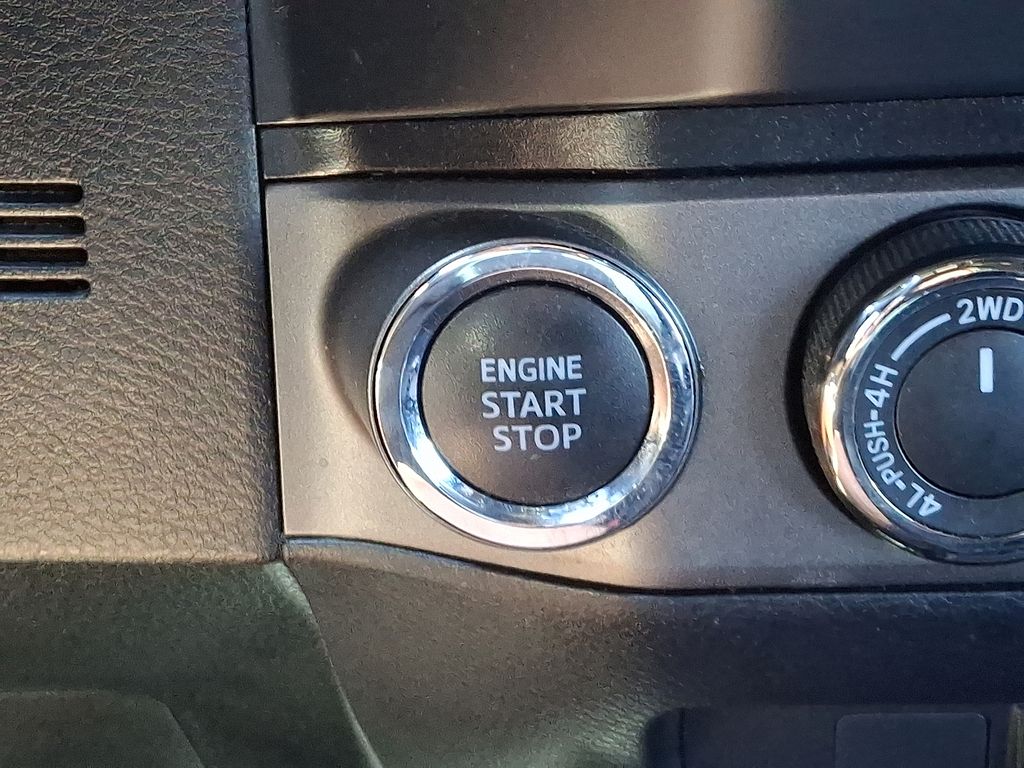 ENGINE
START
STOP
2WD
4L-PUSH-4H